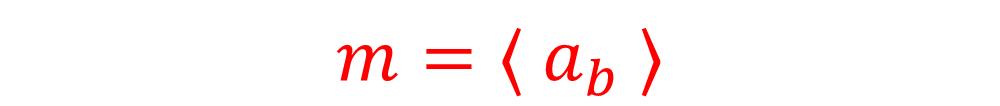 𝑚 = ⟨ 𝑎_𝑏 ⟩